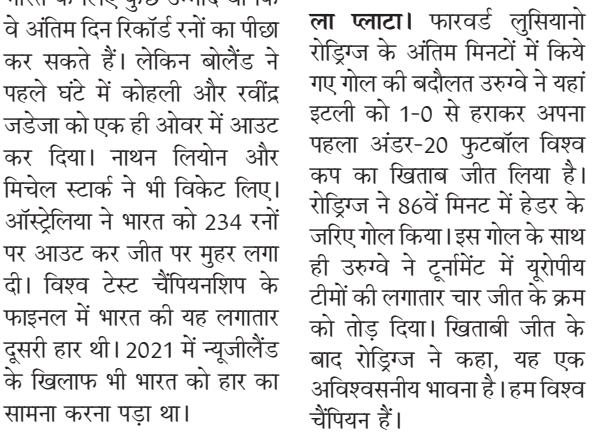 वे अंतिम दिन रिकॉर्ड रनों का पीछा
कर सकते हैं। लेकिन बोलैंड ने
पहले घंटे में कोहली और रवींद्र
जडेजा को एक ही ओवर में आउट
कर दिया। नाथन लियोन और
मिचेल स्टार्क ने भी विकेट लिए।
ऑस्ट्रेलिया ने भारत को 234 रनों
पर आउट कर जीत पर मुहर लगा
दी। विश्व टेस्ट चैंपियनशिप के
फाइनल में भारत की यह लगातार
दूसरी हार थी। 2021 में न्यूजीलैंड
के खिलाफ भी भारत को हार का
सामना करना पड़ा था।
ला प्लाटा। फारवर्ड लुसियानो
रोड्रिग्ज के अंतिम मिनटों में किये
गए गोल की बदौलत उरुग्वे ने यहां
इटली को 1-0 से हराकर अपना
पहला अंडर-20 फुटबॉल विश्व
कप का खिताब जीत लिया है।
रोड्रिग्ज ने 86वें मिनट में हेडर के
जरिए गोल किया। इस गोल के साथ
ही उरुग्वे ने टूर्नामेंट में यूरोपीय
टीमों की लगातार चार जीत के क्रम
को तोड़ दिया। खिताबी जीत के
बाद रोड्रिग्ज ने कहा, यह एक
अविश्वसनीय भावना है। हम विश्व
चैंपियन हैं।